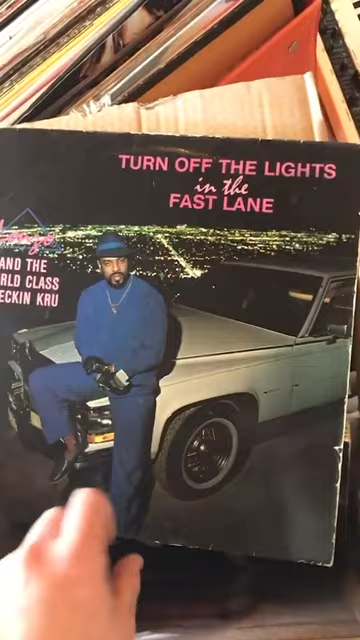 TURN OFF THE LIGHTS
in the
FAST LANE
AND THE
RLD CLASS
ECKIN KRU